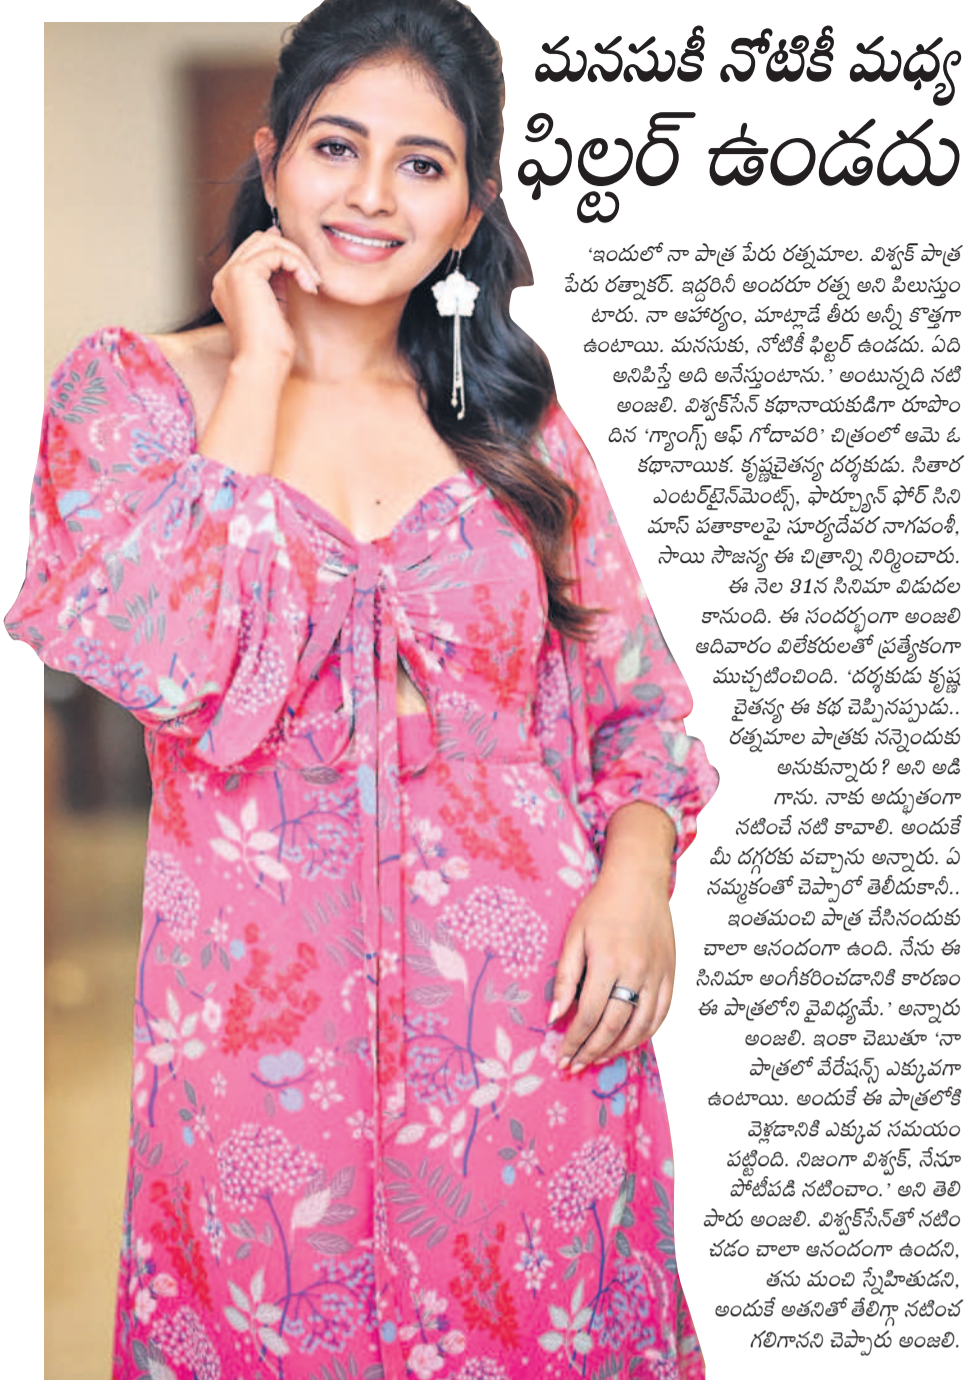 మనసుకీ నోటికీ మధ్య
ఫిల్టర్ ఉండదు
‘ఇందులో నా పాత్ర పేరు రత్నమాల. విశ్వక్ పాత్ర
పేరు రత్నాకర్. ఇద్దరినీ అందరూ రత్న అని పిలుస్తుం
టారు. నా ఆహార్యం, మాట్లాడే తీరు అన్నీ కొత్తగా
ఉంటాయి. మనసుకు, నోటికీ ఫిల్టర్ ఉండదు. ఏది
అనిపిస్తే అది అనేస్తుంటాను.’ అంటున్నది నటి
అంజలి. విశ్వక్‌సేన్ కథానాయకుడిగా రూపొం
దిన ‘గ్యాంగ్స్ ఆఫ్ గోదావరి’ చిత్రంలో ఆమె ఓ
కథానాయిక. కృష్ణచైతన్య దర్శకుడు. సితార
ఎంటర్‌టైన్‌మెంట్స్, ఫార్చ్యూన్ ఫోర్ సిని
మాస్ పతాకాలపై సూర్యదేవర నాగవంశీ,
సాయి సౌజన్య ఈ చిత్రాన్ని నిర్మించారు.
ఈ నెల 31న సినిమా విడుదల
కానుంది. ఈ సందర్భంగా అంజలి
ఆదివారం విలేకరులతో ప్రత్యేకంగా
ముచ్చటించింది. ‘దర్శకుడు కృష్ణ
చైతన్య ఈ కథ చెప్పినప్పుడు..
రత్నమాల పాత్రకు నన్నెందుకు
అనుకున్నారు? అని అడి
గాను. నాకు అద్భుతంగా
నటించే నటి కావాలి. అందుకే
మీ దగ్గరకు వచ్చాను అన్నారు. ఏ
నమ్మకంతో చెప్పారో తెలీదుకానీ..
ఇంతమంచి పాత్ర చేసినందుకు
చాలా ఆనందంగా ఉంది. నేను ఈ
సినిమా అంగీకరించడానికి కారణం
ఈ పాత్రలోని వైవిధ్యమే.’ అన్నారు
అంజలి. ఇంకా చెబుతూ ‘నా
పాత్రలో వేరేషన్స్ ఎక్కువగా
ఉంటాయి. అందుకే ఈ పాత్రలోకి
వెళ్లడానికి ఎక్కువ సమయం
పట్టింది. నిజంగా విశ్వక్, నేనూ
పోటీపడి నటించాం.’ అని తెలి
పారు అంజలి. విశ్వక్‌సేన్‌తో నటిం
చడం చాలా ఆనందంగా ఉందని,
తను మంచి స్నేహితుడని,
అందుకే అతనితో తేలిగ్గా నటించ
గలిగానని చెప్పారు అంజలి.